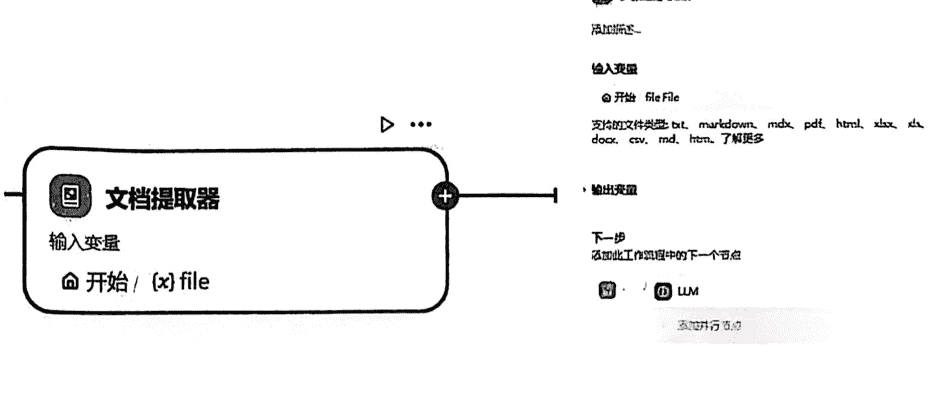 文档提取器
输入变量
开始 / {x} file
添加描述...
输入变量
开始 / file File
支持的文件类型: txt、 markdown、 mdx、 pdf、 html、 xlsx、 xls、
docx、 csv、 md、 htm、 了解更多
输出变量
下一步
添加此工作流程中的下一个节点
LLM
添加并行节点